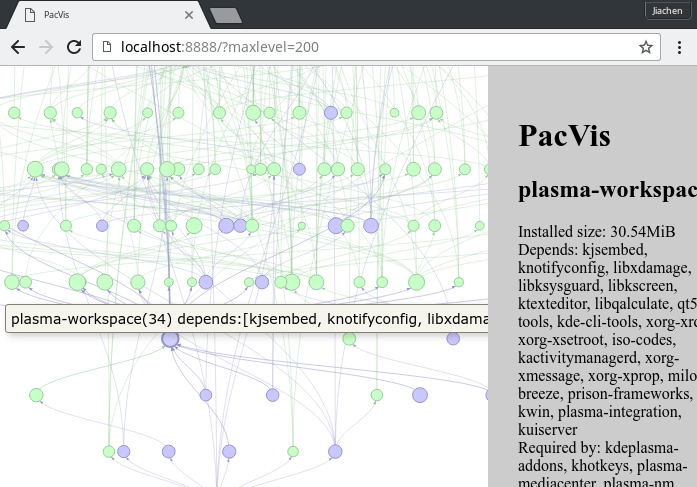 PacVis
Jiachen
localhost:8888/?maxlevel=200
PacVis
plasma-workspac
Installed size: 30.54MiB
Depends: kjsembed,
knotifyconfig, libxdamage,
libksysguard, libkscreen,
ktexteditor, libqalculate, qt5
tools, kde-cli-tools, xorg-xr
xorg-xsetroot, iso-codes,
kactivitymanagerd, xorg-
xmessage, xorg-xprop, milo
breeze, prison-frameworks,
kwin, plasma-integration,
kuiserver
Required by: kdeplasma-
addons, khotkeys, plasma-
mediacenter, plasma-nm
plasma-workspace(34) depends:[kjsembed, knotifyconfig, libxdama